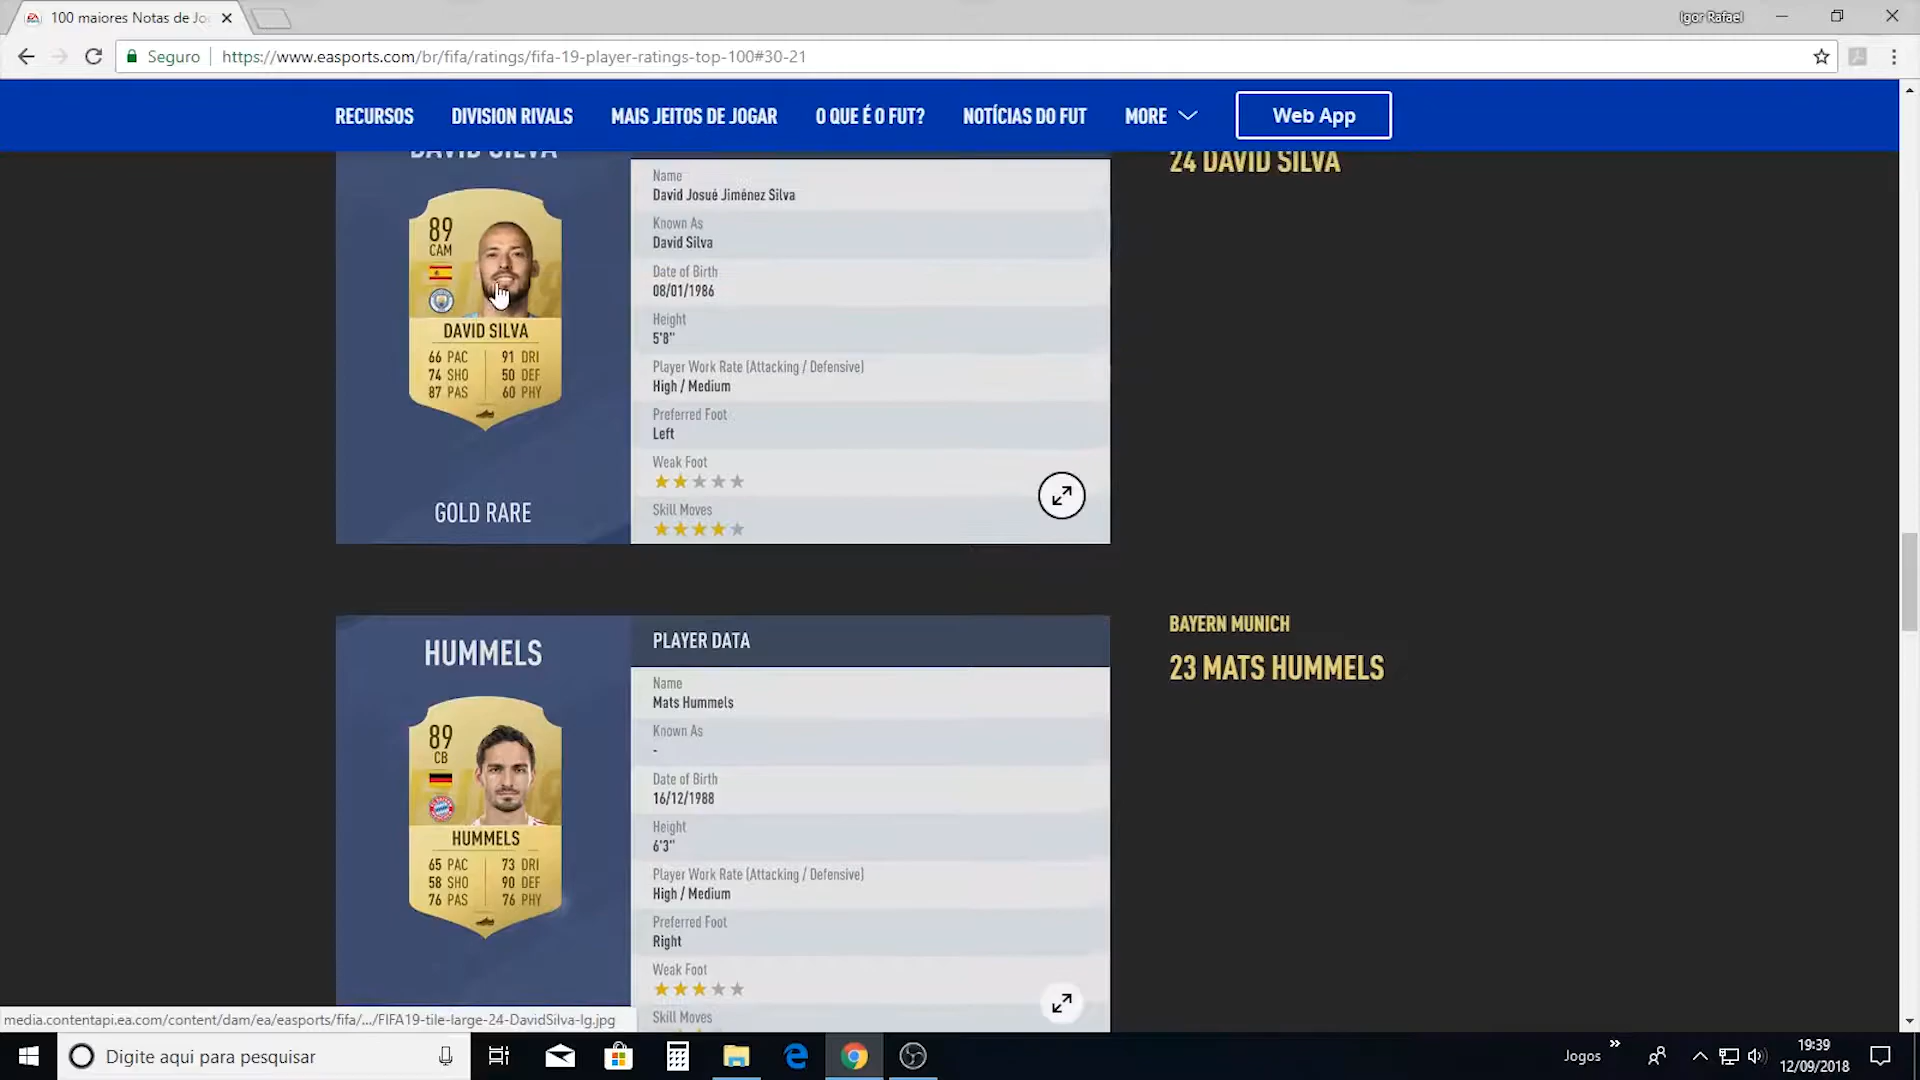 100 maiores Notas de Jo
Igor Rafael
Seguro
https://www.easports.com/br/fifa/ratings/fifa-19-player-ratings-top-100#30-21
RECURSOS
DIVISION RIVALS
MAIS JEITOS DE JOGAR
O QUE É O FUT?
NOTÍCIAS DO FUT
MORE
Web App
DAVID SILVA
89
CAM
DAVID SILVA
66 PAC 91 DRI
74 SHO 50 DEF
87 PAS 60 PHY
GOLD RARE
Name
David Josué Jiménez Silva
Known As
David Silva
Date of Birth
08/01/1986
Height
5'8"
Player Work Rate (Attacking / Defensive)
High / Medium
Preferred Foot
Left
Weak Foot
Skill Moves
24 DAVID SILVA
HUMMELS
89
CB
HUMMELS
65 PAC 73 DRI
58 SHO 90 DEF
76 PAS 76 PHY
PLAYER DATA
Name
Mats Hummels
Known As
-
Date of Birth
16/12/1988
Height
6'3"
Player Work Rate (Attacking / Defensive)
High / Medium
Preferred Foot
Right
Weak Foot
Skill Moves
BAYERN MUNICH
23 MATS HUMMELS
media.contentapi.ea.com/content/dam/ea/easports/fifa/.../FIFA19-tile-large-24-DavidSilva-lg.jpg
Digite aqui para pesquisar
Jogos
19:39
12/09/2018